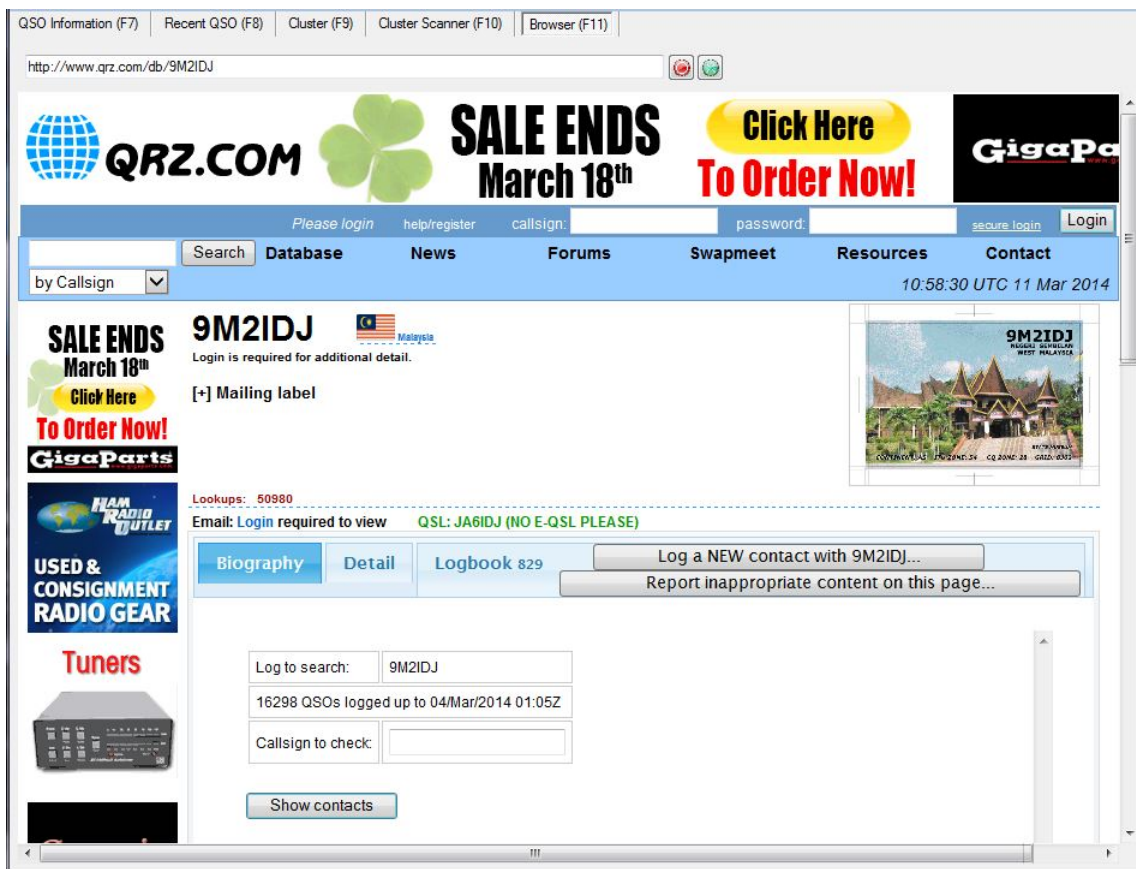 QSO Information (F7) Recent QSO (F8) Cluster (F9) Cluster Scanner (F10) Browser (F11)
http://www.qrz.com/db/9M2IDJ
QRZ.COM
SALE ENDS
March 18th
Click Here
To Order Now!
GigaPa
Please login help/register callsign: password: secure login Login
Search Database News Forums Swapmeet Resources Contact
by Callsign 10:58:30 UTC 11 Mar 2014
SALE ENDS
March 18th
Click Here
To Order Now!
GigaParts
9M2IDJ Malaysia
Login is required for additional detail.
[+] Mailing label
9M2IDJ
NEGERI SEMBILAN
WEST MALAYSIA
Lookups: 50980
Email: Login required to view QSL: JA6IDJ (NO E-QSL PLEASE)
HAM
RADIO
OUTLET
USED &
CONSIGNMENT
RADIO GEAR
Biography Detail Logbook 829 Log a NEW contact with 9M2IDJ...
Report inappropriate content on this page...
Tuners
Log to search: 9M2IDJ
16298 QSOs logged up to 04/Mar/2014 01:05Z
Callsign to check:
Show contacts